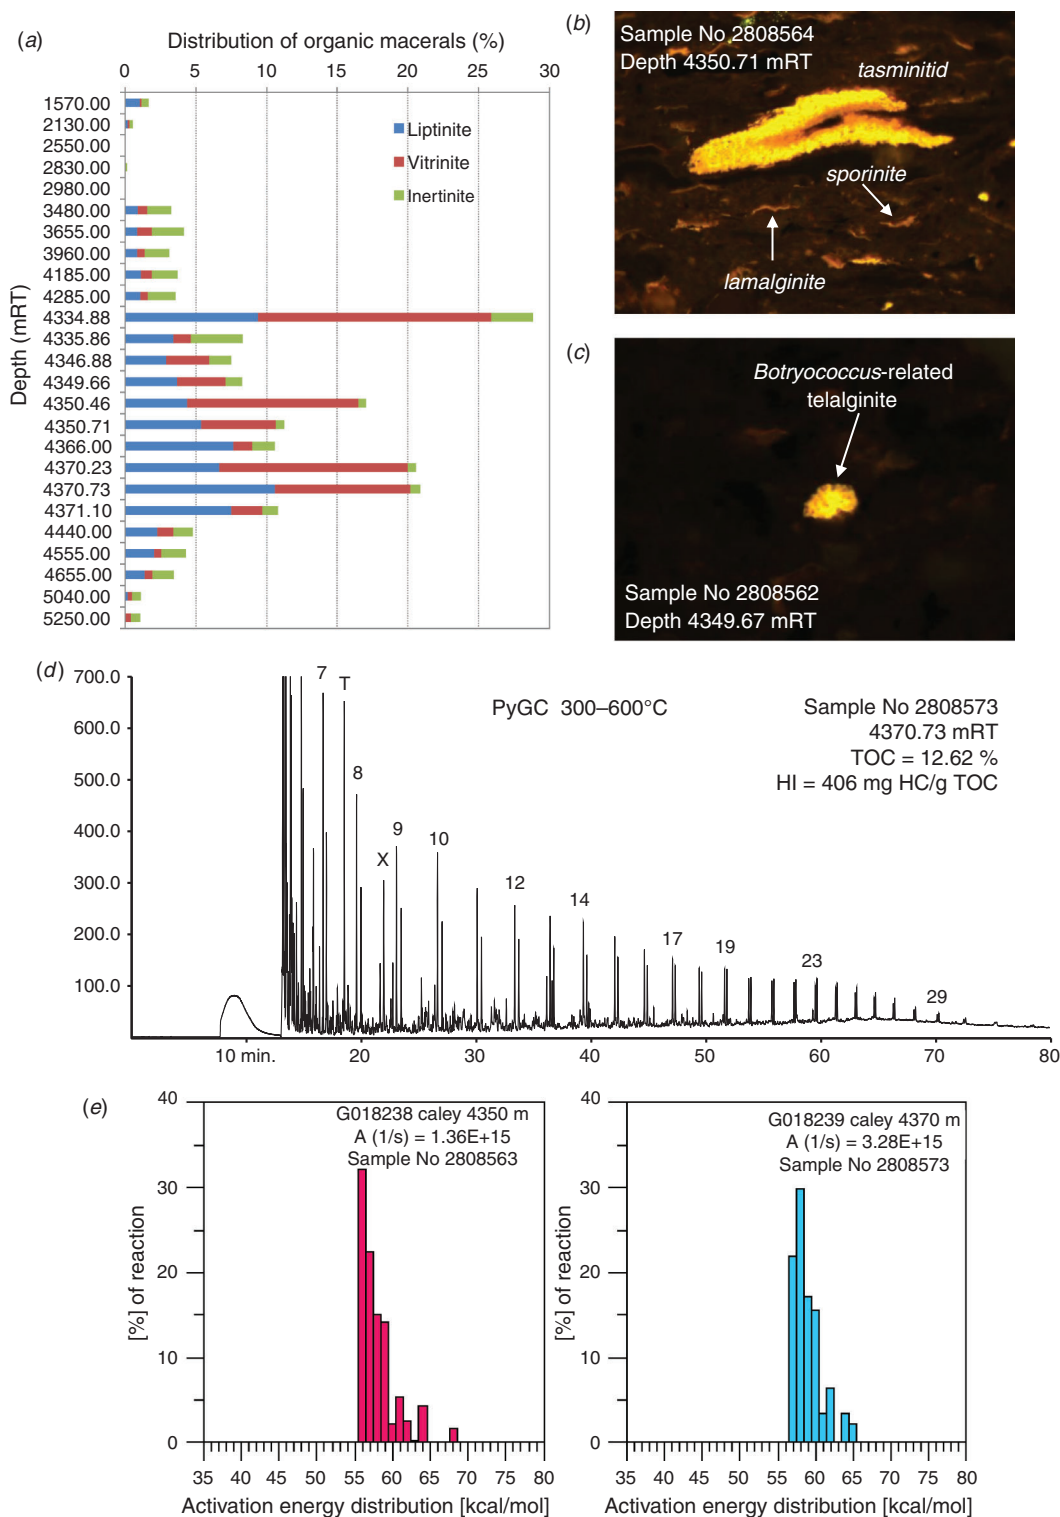 (a)
Distribution of organic macerals (%)
0 5 10 15 20 25 30
Depth (mRT)
1570.00
2130.00
2550.00
2830.00
2980.00
3480.00
3655.00
3960.00
4185.00
4285.00
4334.88
4335.86
4346.88
4349.66
4350.46
4350.71
4366.00
4370.23
4370.73
4371.10
4440.00
4555.00
4655.00
5040.00
5250.00
Liptinite
Vitrinite
Inertinite
(b)
Sample No 2808564
Depth 4350.71 mRT
tasminitid
sporinite
lamalginite
(c)
Botryococcus-related
telalginite
Sample No 2808562
Depth 4349.67 mRT
(d)
700.0
600.0
500.0
400.0
300.0
200.0
100.0
7
T
8
X
9
10
12
14
17
19
23
29
PyGC 300–600°C
Sample No 2808573
4370.73 mRT
TOC = 12.62 %
HI = 406 mg HC/g TOC
10 min. 20 30 40 50 60 70 80
(e)
40
30
20
10
0
[%] of reaction
G018238 caley 4350 m
A (1/s) = 1.36E+15
Sample No 2808563
35 40 45 50 55 60 65 70 75 80
Activation energy distribution [kcal/mol]
40
30
20
10
0
[%] of reaction
G018239 caley 4370 m
A (1/s) = 3.28E+15
Sample No 2808573
35 40 45 50 55 60 65 70 75 80
Activation energy distribution [kcal/mol]